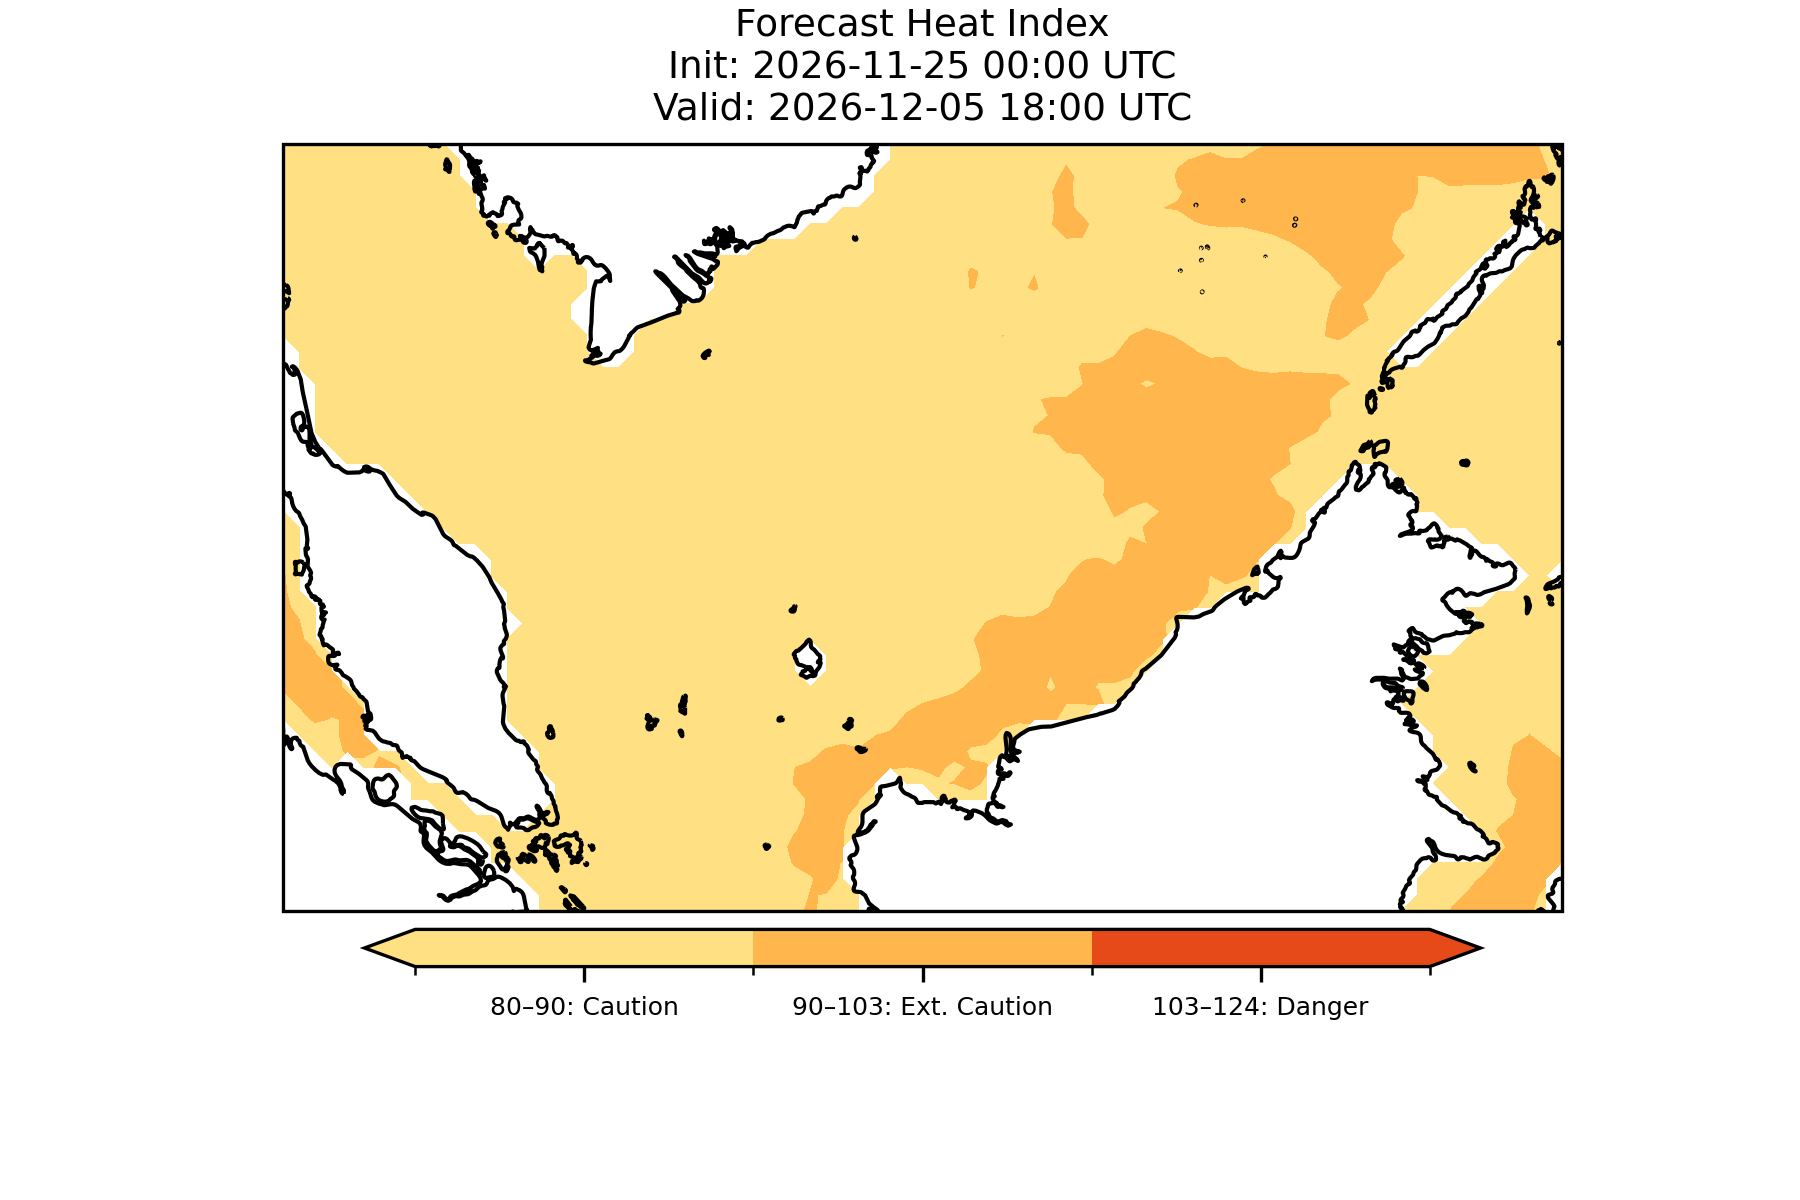 Forecast Heat Index
Init: 2026-11-25 00:00 UTC
Valid: 2026-12-05 18:00 UTC
80–90: Caution
90–103: Ext. Caution
103–124: Danger